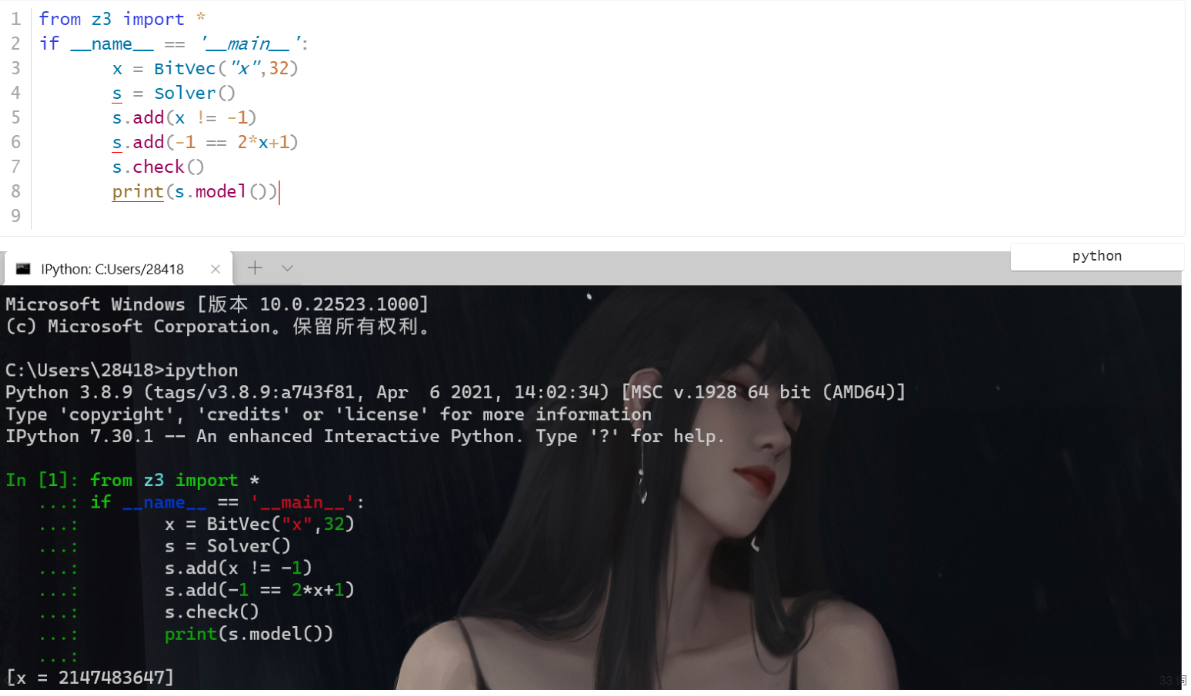 1 from z3 import *
2 if __name__ == '__main__':
3 x = BitVec("x",32)
4 s = Solver()
5 s.add(x != -1)
6 s.add(-1 == 2*x+1)
7 s.check()
8 print(s.model())
9
python
IPython: C:Users/28418
Microsoft Windows [版本 10.0.22523.1000]
(c) Microsoft Corporation。保留所有权利。
C:\Users\28418>ipython
Python 3.8.9 (tags/v3.8.9:a743f81, Apr  6 2021, 14:02:34) [MSC v.1928 64 bit (AMD64)]
Type 'copyright', 'credits' or 'license' for more information
IPython 7.30.1 -- An enhanced Interactive Python. Type '?' for help.
In [1]: from z3 import *
...: if __name__ == '__main__':
...: x = BitVec("x",32)
...: s = Solver()
...: s.add(x != -1)
...: s.add(-1 == 2*x+1)
...: s.check()
...: print(s.model())
...:
[x = 2147483647]
33 词